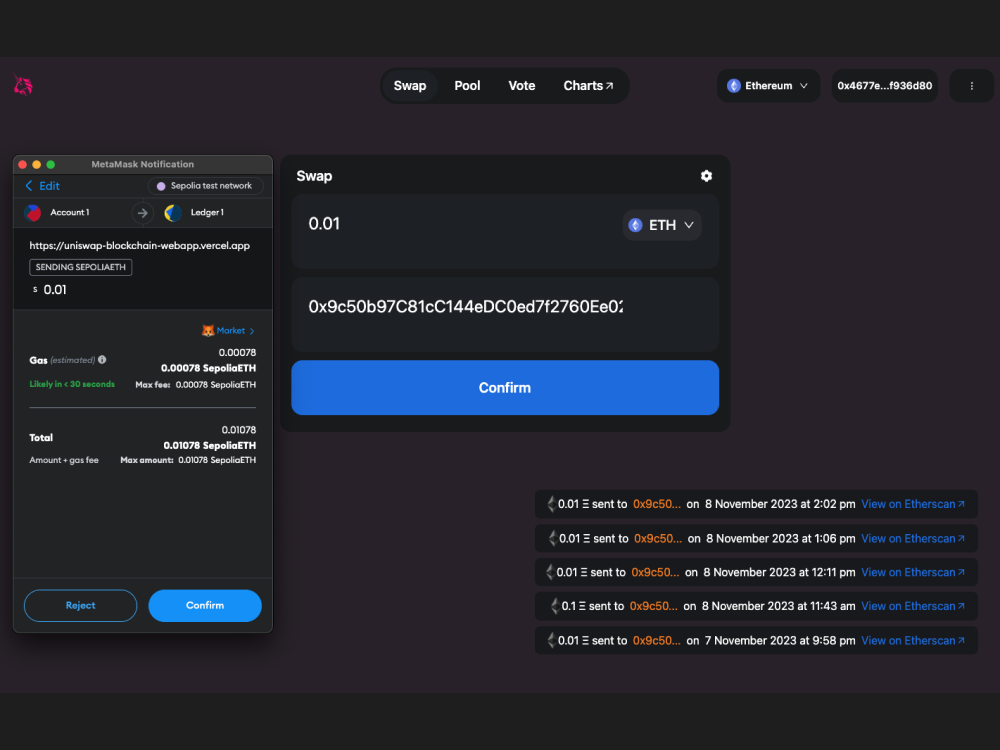 Swap Pool Vote Charts↗ Ethereum 0x4677e...f936d80
MetaMask Notification
Edit Sepolia test network
Account 1 Ledger 1
https://uniswap-blockchain-webapp.vercel.app
SENDING SEPOLIAETH
S 0.01
Market
0.00078
Gas (estimated) 0.00078 SepoliaETH
Likely in < 30 seconds Max fee: 0.00078 SepoliaETH
0.01078
Total 0.01078 SepoliaETH
Amount + gas fee Max amount: 0.01078 SepoliaETH
Reject Confirm
Swap
0.01 ETH
0x9c50b97C81cC144eDC0ed7f2760Ee02
Confirm
0.01 Ξ sent to 0x9c50... on 8 November 2023 at 2:02 pm View on Etherscan↗
0.01 Ξ sent to 0x9c50... on 8 November 2023 at 1:06 pm View on Etherscan↗
0.01 Ξ sent to 0x9c50... on 8 November 2023 at 12:11 pm View on Etherscan↗
0.1 Ξ sent to 0x9c50... on 8 November 2023 at 11:43 am View on Etherscan↗
0.01 Ξ sent to 0x9c50... on 7 November 2023 at 9:58 pm View on Etherscan↗